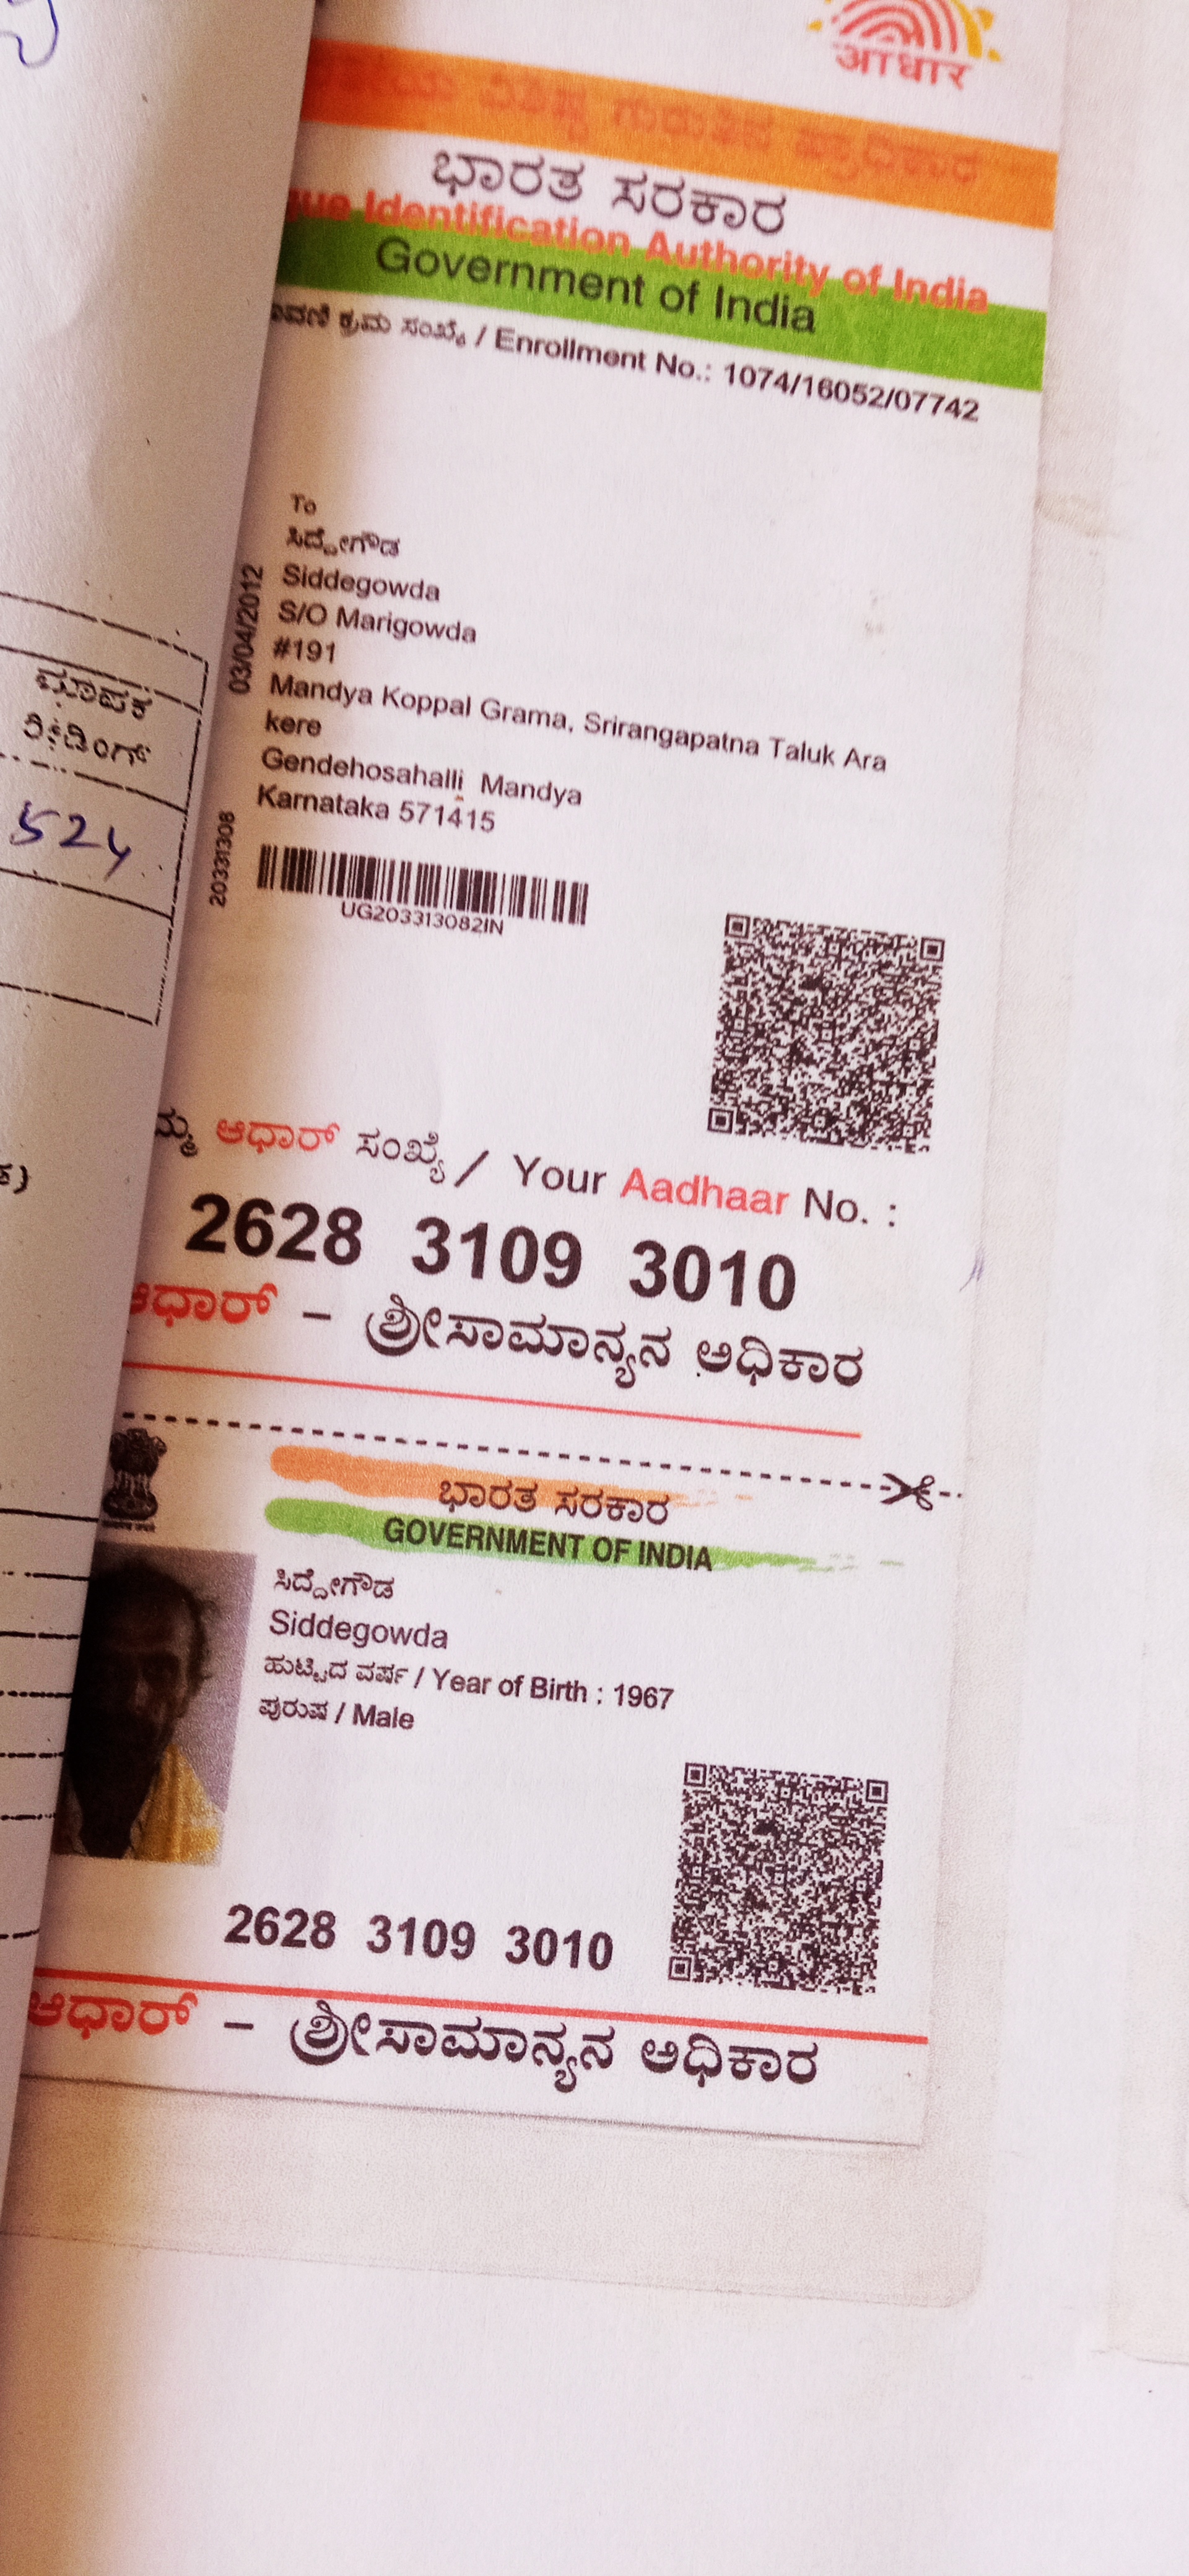 आधार
ವಿಶಿಷ್ಟ ಗುರುತಿನ ಪ್ರಾಧಿಕಾರ
ಭಾರತ ಸರಕಾರ
Identification Authority of India
Government of India
ಕ್ರಮ ಸಂಖ್ಯೆ / Enrollment No.: 1074/16052/07742
To
ಸಿದ್ದೇಗೌಡ
Siddegowda
S/O Marigowda
#191
Mandya Koppal Grama, Srirangapatna Taluk Ara
kere
Gendehosahalli Mandya
Karnataka 571415
03/04/2012
20331308
UG203313082IN
ಆಧಾರ್ ಸಂಖ್ಯೆ / Your Aadhaar No. :
2628 3109 3010
ಆಧಾರ್ – ಶ್ರೀಸಾಮಾನ್ಯನ ಅಧಿಕಾರ
ಭಾರತ ಸರಕಾರ
GOVERNMENT OF INDIA
ಸಿದ್ದೇಗೌಡ
Siddegowda
ಹುಟ್ಟಿದ ವರ್ಷ / Year of Birth : 1967
ಪುರುಷ / Male
2628 3109 3010
ಆಧಾರ್ – ಶ್ರೀಸಾಮಾನ್ಯನ ಅಧಿಕಾರ
ಮಾಪಕ
ರೀಡಿಂಗ್
524